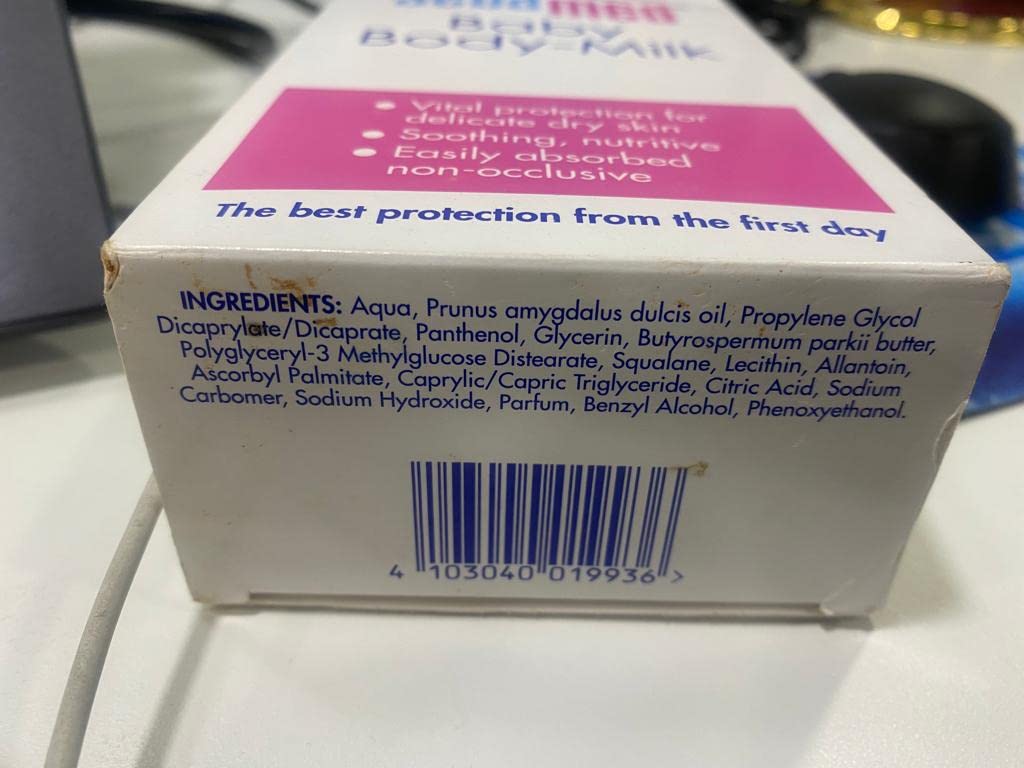 Baby
Body-Milk
• Vital protection for
delicate dry skin
• Soothing, nutritive
• Easily absorbed
non-occlusive
The best protection from the first day
INGREDIENTS: Aqua, Prunus amygdalus dulcis oil, Propylene Glycol
Dicaprylate/Dicaprate, Panthenol, Glycerin, Butyrospermum parkii butter,
Polyglyceryl-3 Methylglucose Distearate, Squalane, Lecithin, Allantoin,
Ascorbyl Palmitate, Caprylic/Capric Triglyceride, Citric Acid, Sodium
Carbomer, Sodium Hydroxide, Parfum, Benzyl Alcohol, Phenoxyethanol.
4 103040 019936 >